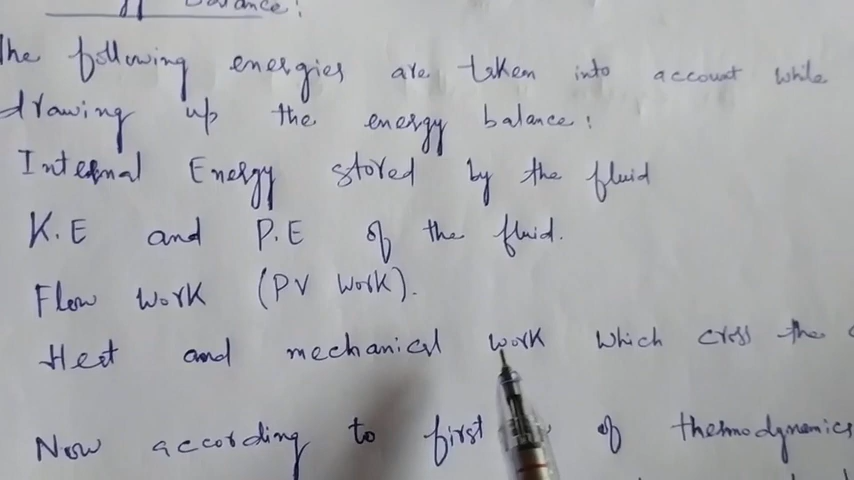 balance:
The following energies are taken into account while
drawing up the energy balance:
Internal Energy stored by the fluid
K.E and P.E of the fluid.
Flow work (PV work).
Heat and mechanical work which cross the
Now according to first of thermodynamics